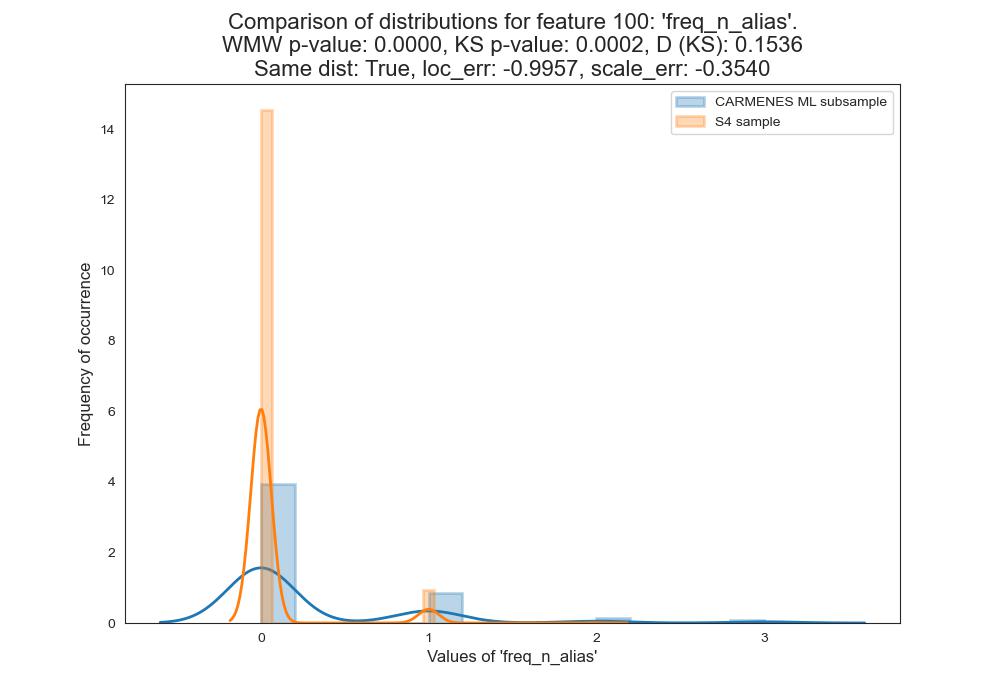 Comparison of distributions for feature 100: 'freq_n_alias'.
WMW p-value: 0.0000, KS p-value: 0.0002, D (KS): 0.1536
Same dist: True, loc_err: -0.9957, scale_err: -0.3540
CARMENES ML subsample
S4 sample
Frequency of occurrence
14
12
10
8
6
4
2
0
0 1 2 3
Values of 'freq_n_alias'